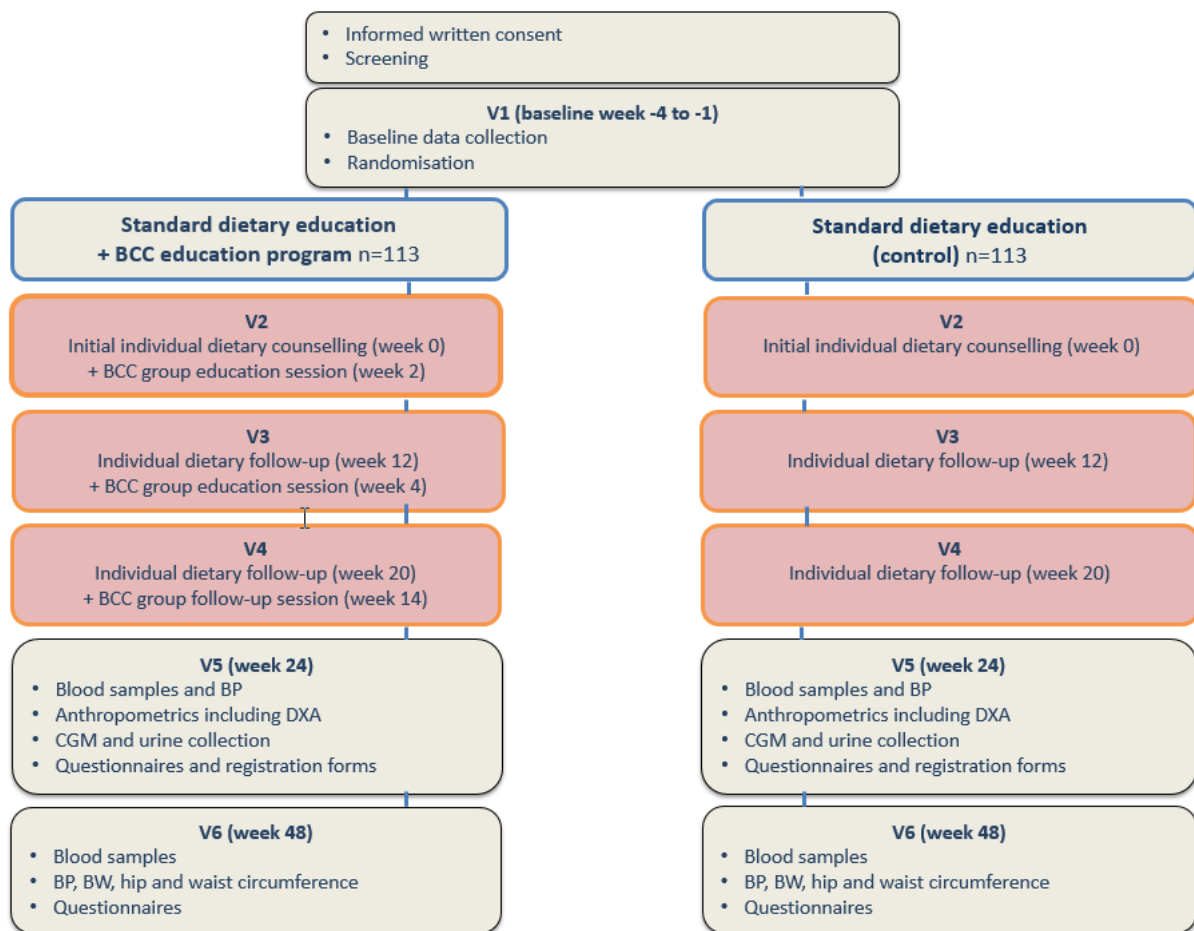 • Informed written consent
• Screening
V1 (baseline week -4 to -1)
• Baseline data collection
• Randomisation
Standard dietary education
+ BCC education program n=113
Standard dietary education
(control) n=113
V2
Initial individual dietary counselling (week 0)
+ BCC group education session (week 2)
V2
Initial individual dietary counselling (week 0)
V3
Individual dietary follow-up (week 12)
+ BCC group education session (week 4)
V3
Individual dietary follow-up (week 12)
V4
Individual dietary follow-up (week 20)
+ BCC group follow-up session (week 14)
V4
Individual dietary follow-up (week 20)
V5 (week 24)
• Blood samples and BP
• Anthropometrics including DXA
• CGM and urine collection
• Questionnaires and registration forms
V5 (week 24)
• Blood samples and BP
• Anthropometrics including DXA
• CGM and urine collection
• Questionnaires and registration forms
V6 (week 48)
• Blood samples
• BP, BW, hip and waist circumference
• Questionnaires
V6 (week 48)
• Blood samples
• BP, BW, hip and waist circumference
• Questionnaires